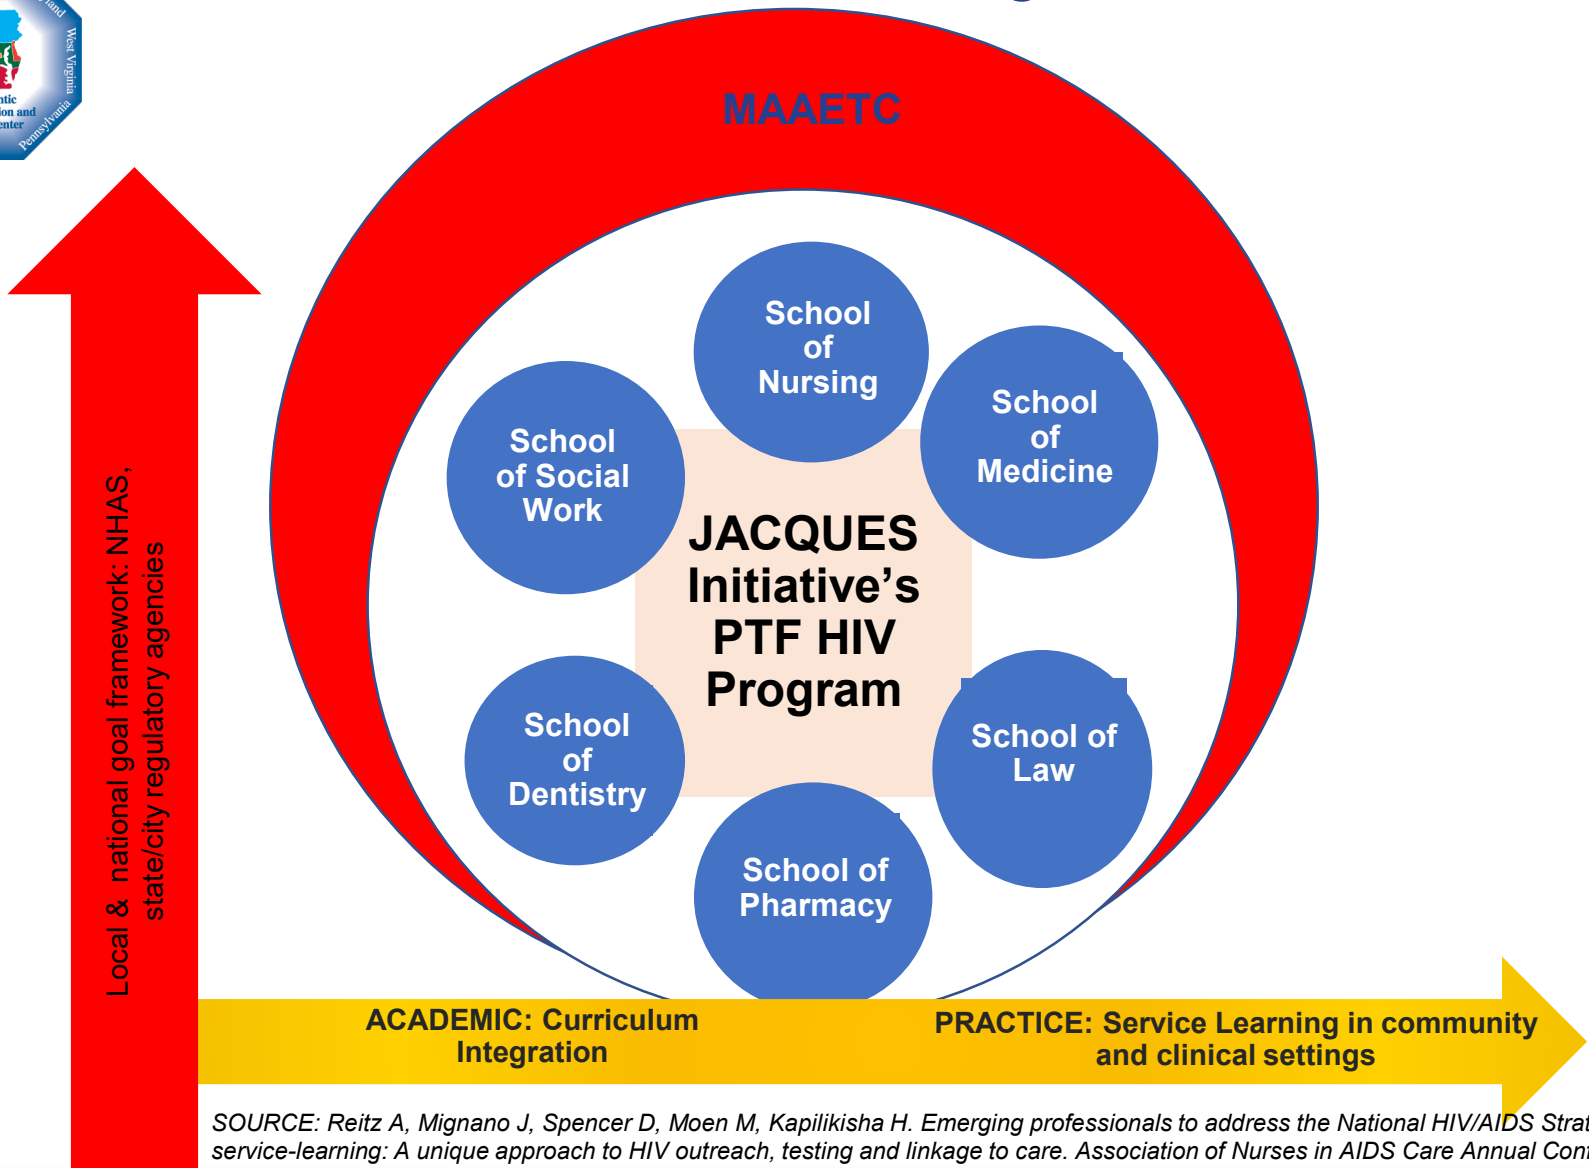 West Virginia
Pennsylvania
MAAETC
School
of
Nursing
School
of
Medicine
School
of Social
Work
JACQUES
Initiative’s
PTF HIV
Program
School
of
Dentistry
School of
Law
School of
Pharmacy
Local & national goal framework: NHAS,
state/city regulatory agencies
ACADEMIC: Curriculum
Integration
PRACTICE: Service Learning in community
and clinical settings
SOURCE: Reitz A, Mignano J, Spencer D, Moen M, Kapilikisha H. Emerging professionals to address the National HIV/AIDS
service-learning: A unique approach to HIV outreach, testing and linkage to care. Association of Nurses in AIDS Care Annual